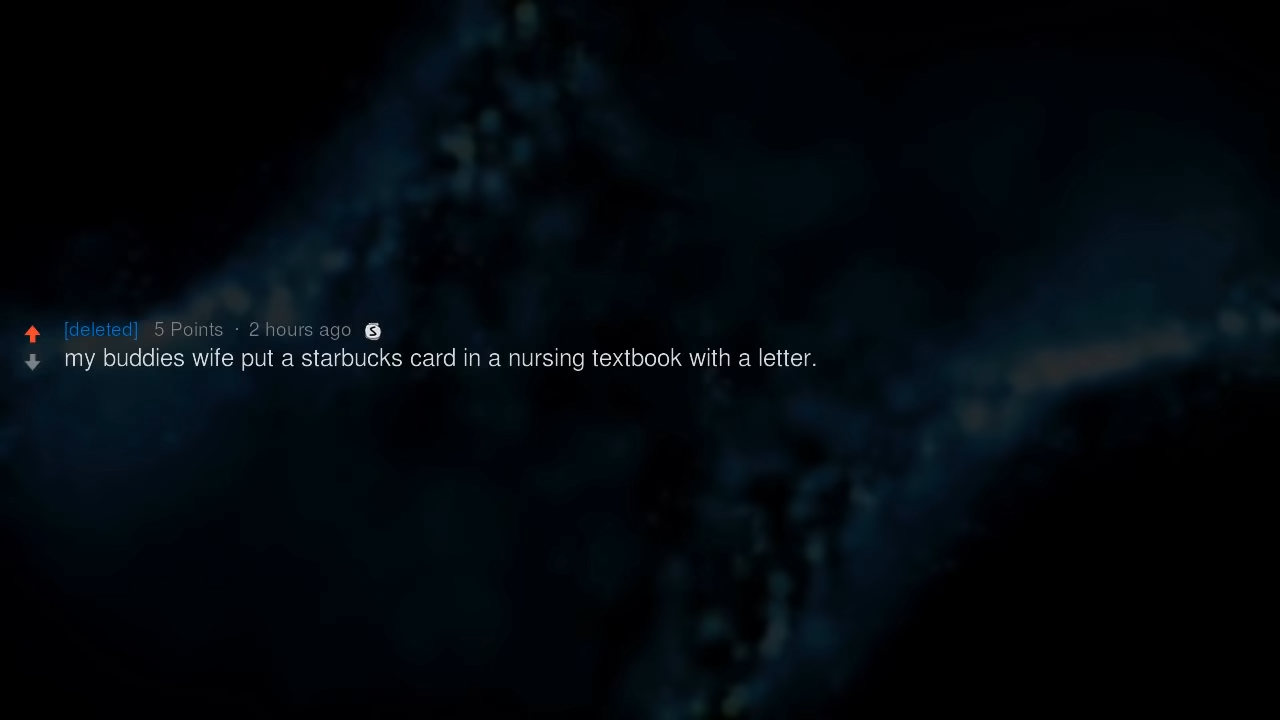 [deleted] 5 Points · 2 hours ago S
my buddies wife put a starbucks card in a nursing textbook with a letter.